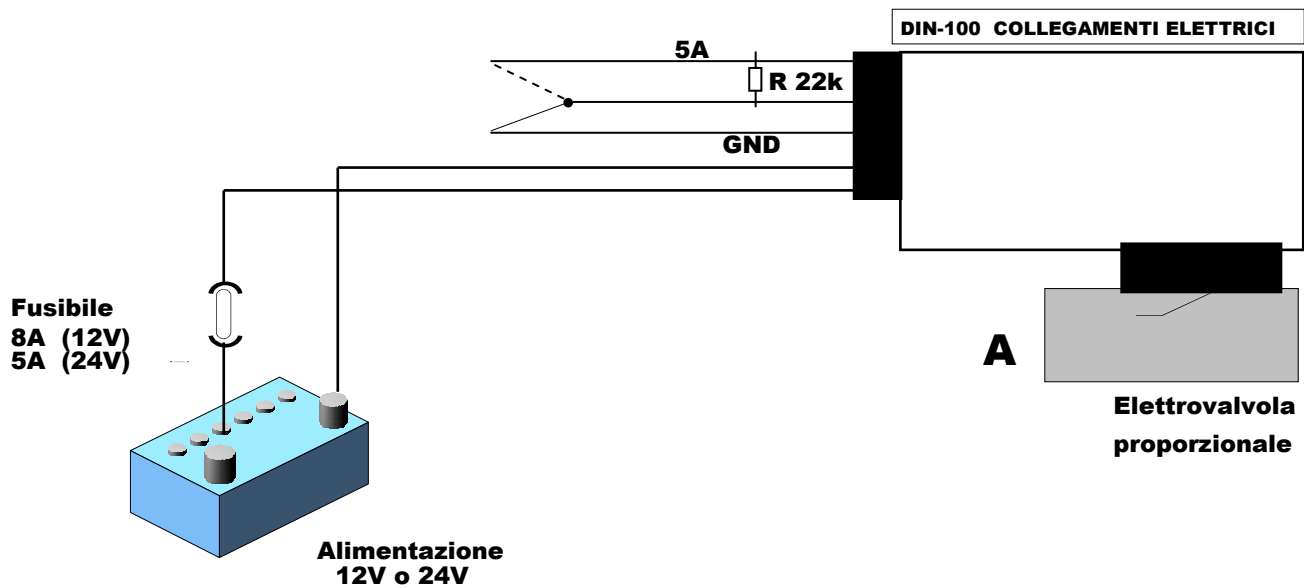 DIN-100 COLLEGAMENTI ELETTRICI
5A
R 22k
GND
Fusibile
8A (12V)
5A (24V)
A
Elettrovalvola
proporzionale
Alimentazione
12V o 24V